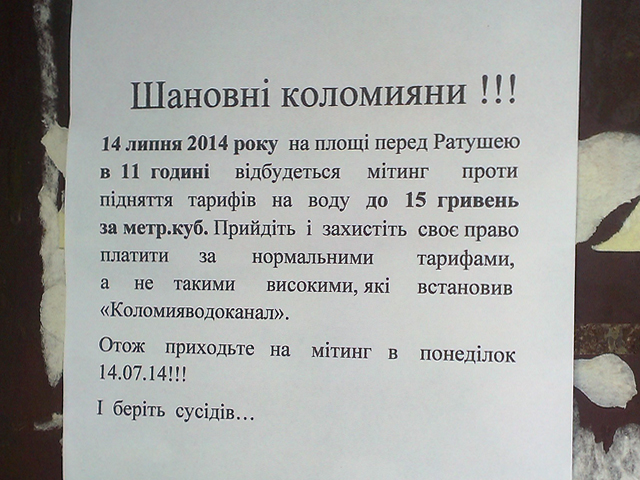 Шановні коломияни !!!
14 липня 2014 року на площі перед Ратушею
в 11 годині відбудеться мітинг проти
підняття тарифів на воду до 15 гривень
за метр.куб. Прийдіть і захистіть своє право
платити за нормальними тарифами,
а не такими високими, які встановив
«Коломияводоканал».
Отож приходьте на мітинг в понеділок
14.07.14!!!
І беріть сусідів...